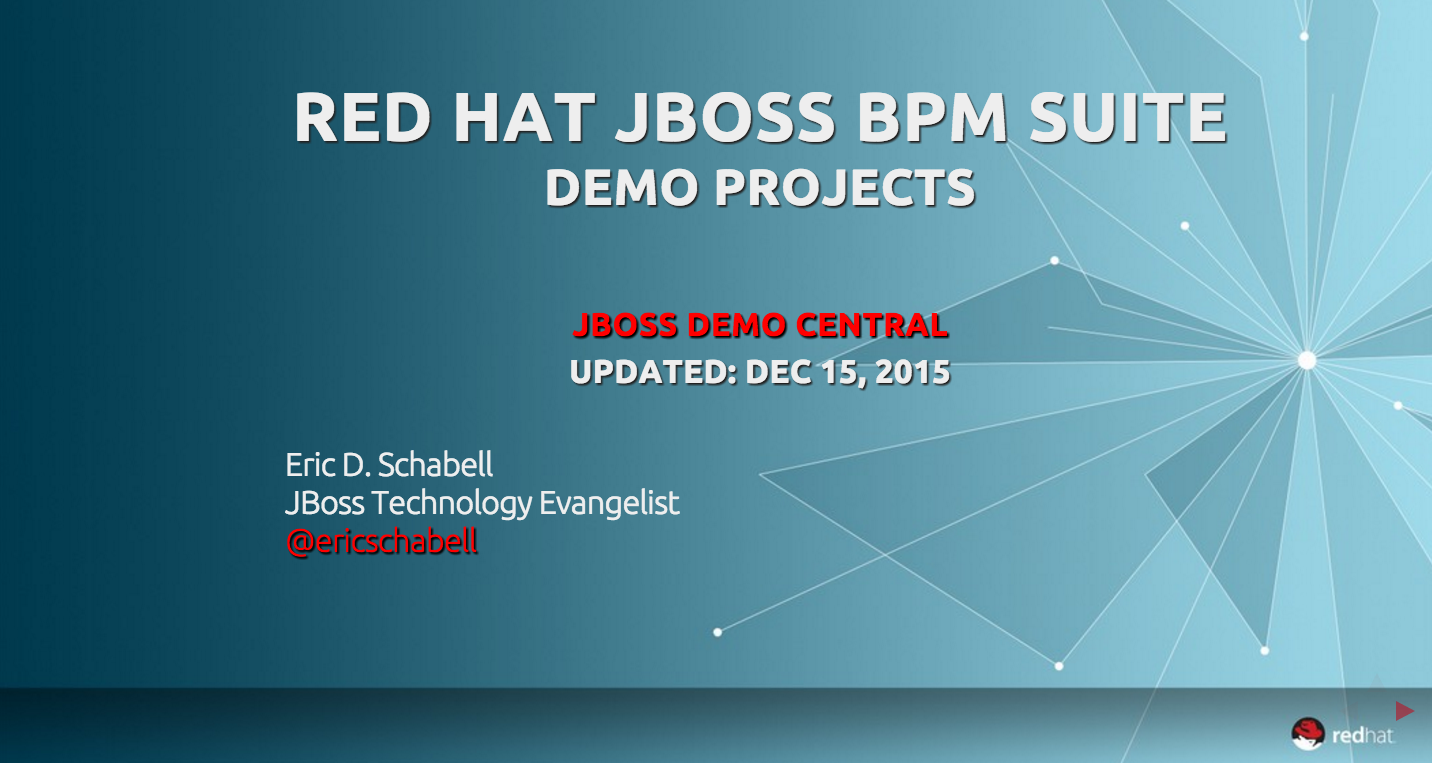 RED HAT JBOSS BPM SUITE
DEMO PROJECTS
JBOSS DEMO CENTRAL
UPDATED: DEC 15, 2015
Eric D. Schabell
JBoss Technology Evangelist
@ericschabell
redhat.